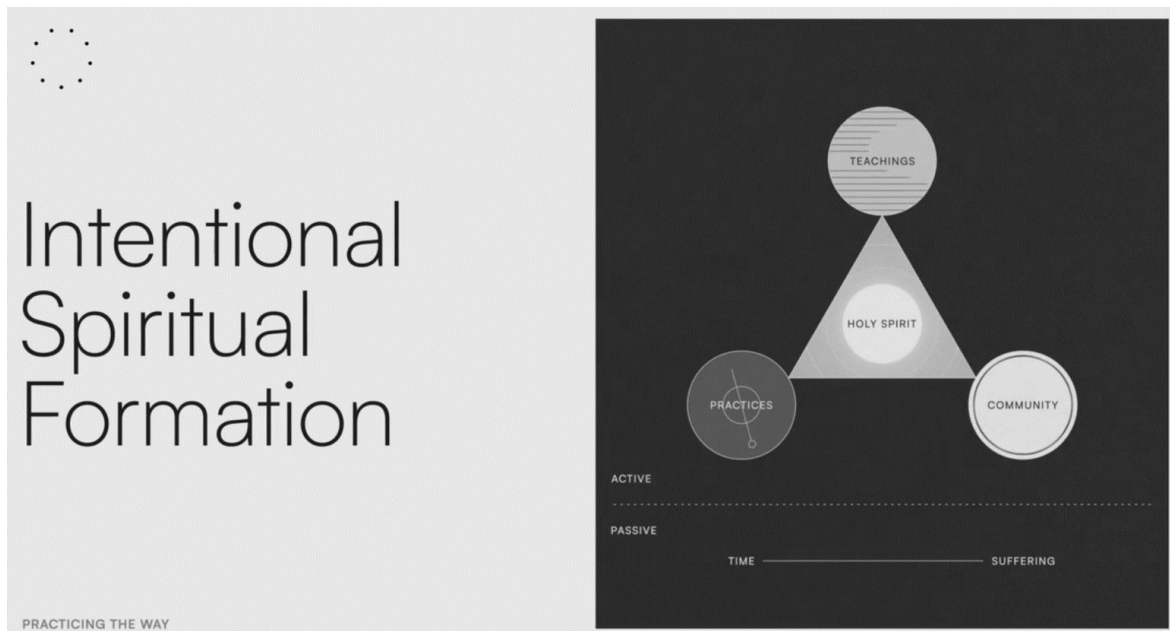 Intentional
Spiritual
Formation
PRACTICING THE WAY
TEACHINGS
HOLY SPIRIT
PRACTICES
COMMUNITY
ACTIVE
PASSIVE
TIME
SUFFERING